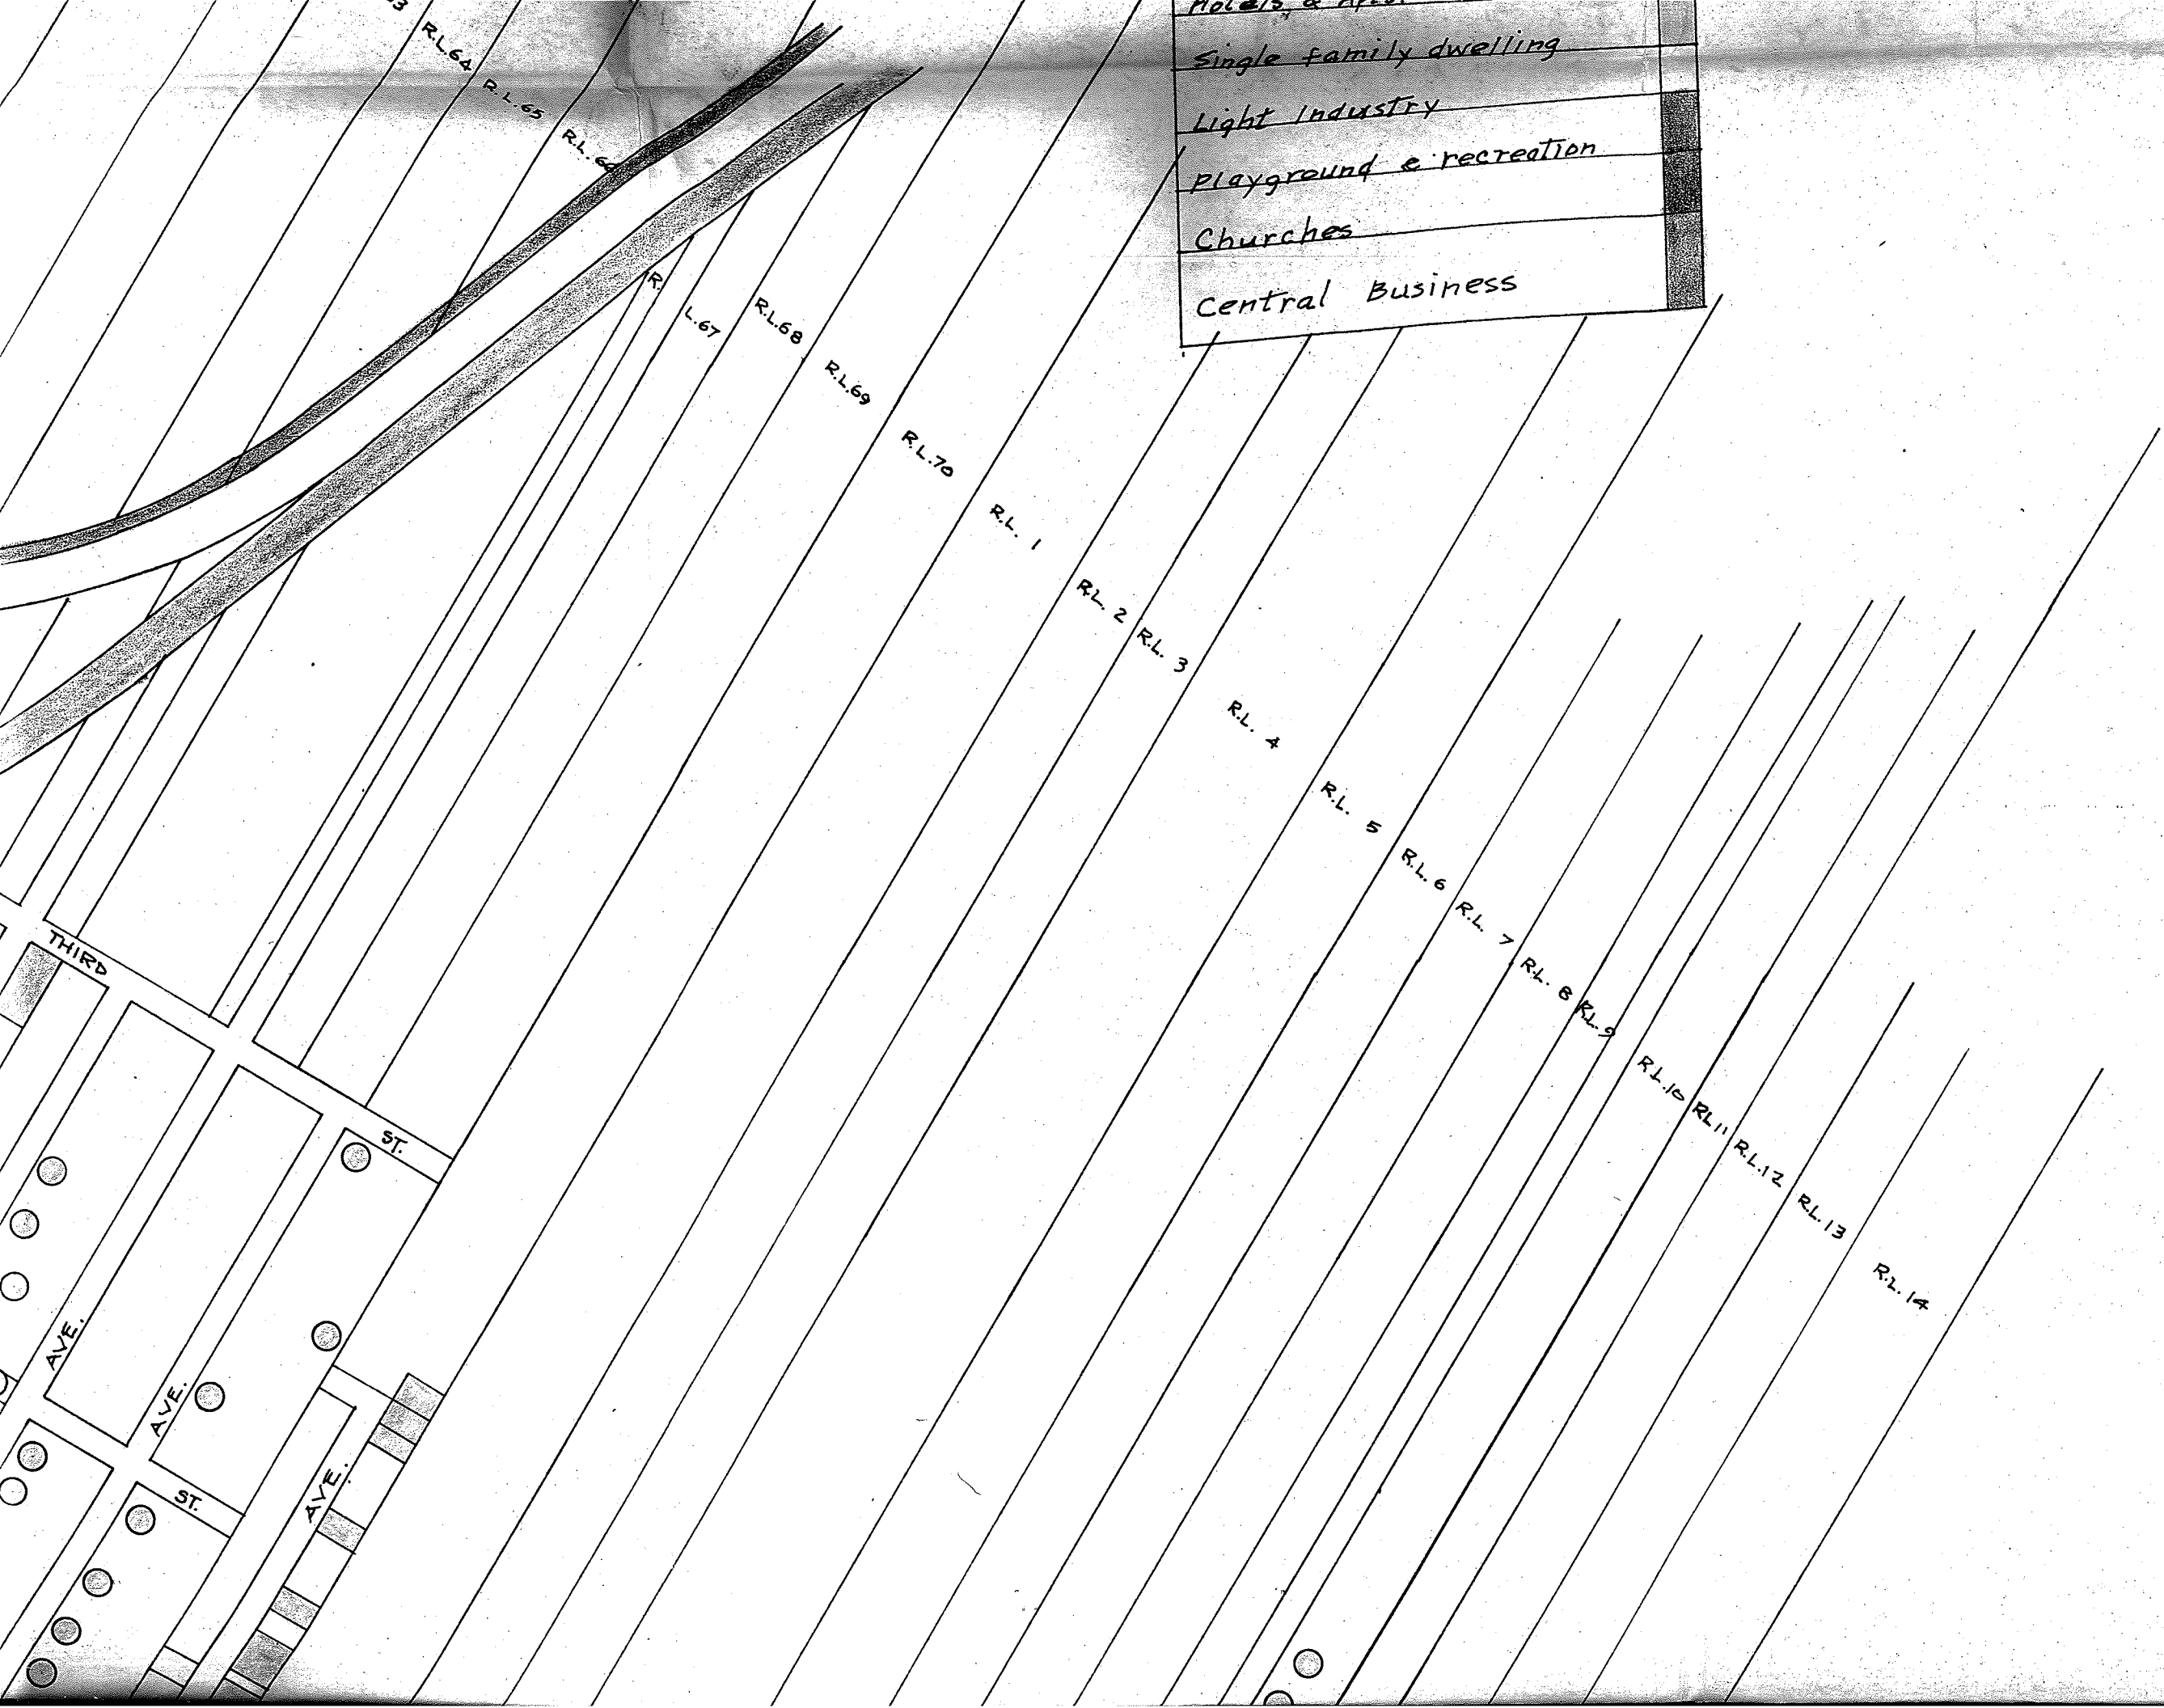 Single family dwelling
Light Industry
Playground & recreation
Churches
Central Business
R.L.64
R.L.65
R.L.66
R. L.67
R.L.68
R.L.69
R.L.70
R.L. 1
R.L. 2
R.L. 3
R.L. 4
R.L. 5
R.L. 6
R.L. 7
R.L. 8
R.L. 9
R.L.10
R.L.11
R.L.12
R.L.13
R.L.14
THIRD ST.
AVE.
AVE.
AVE.
ST.